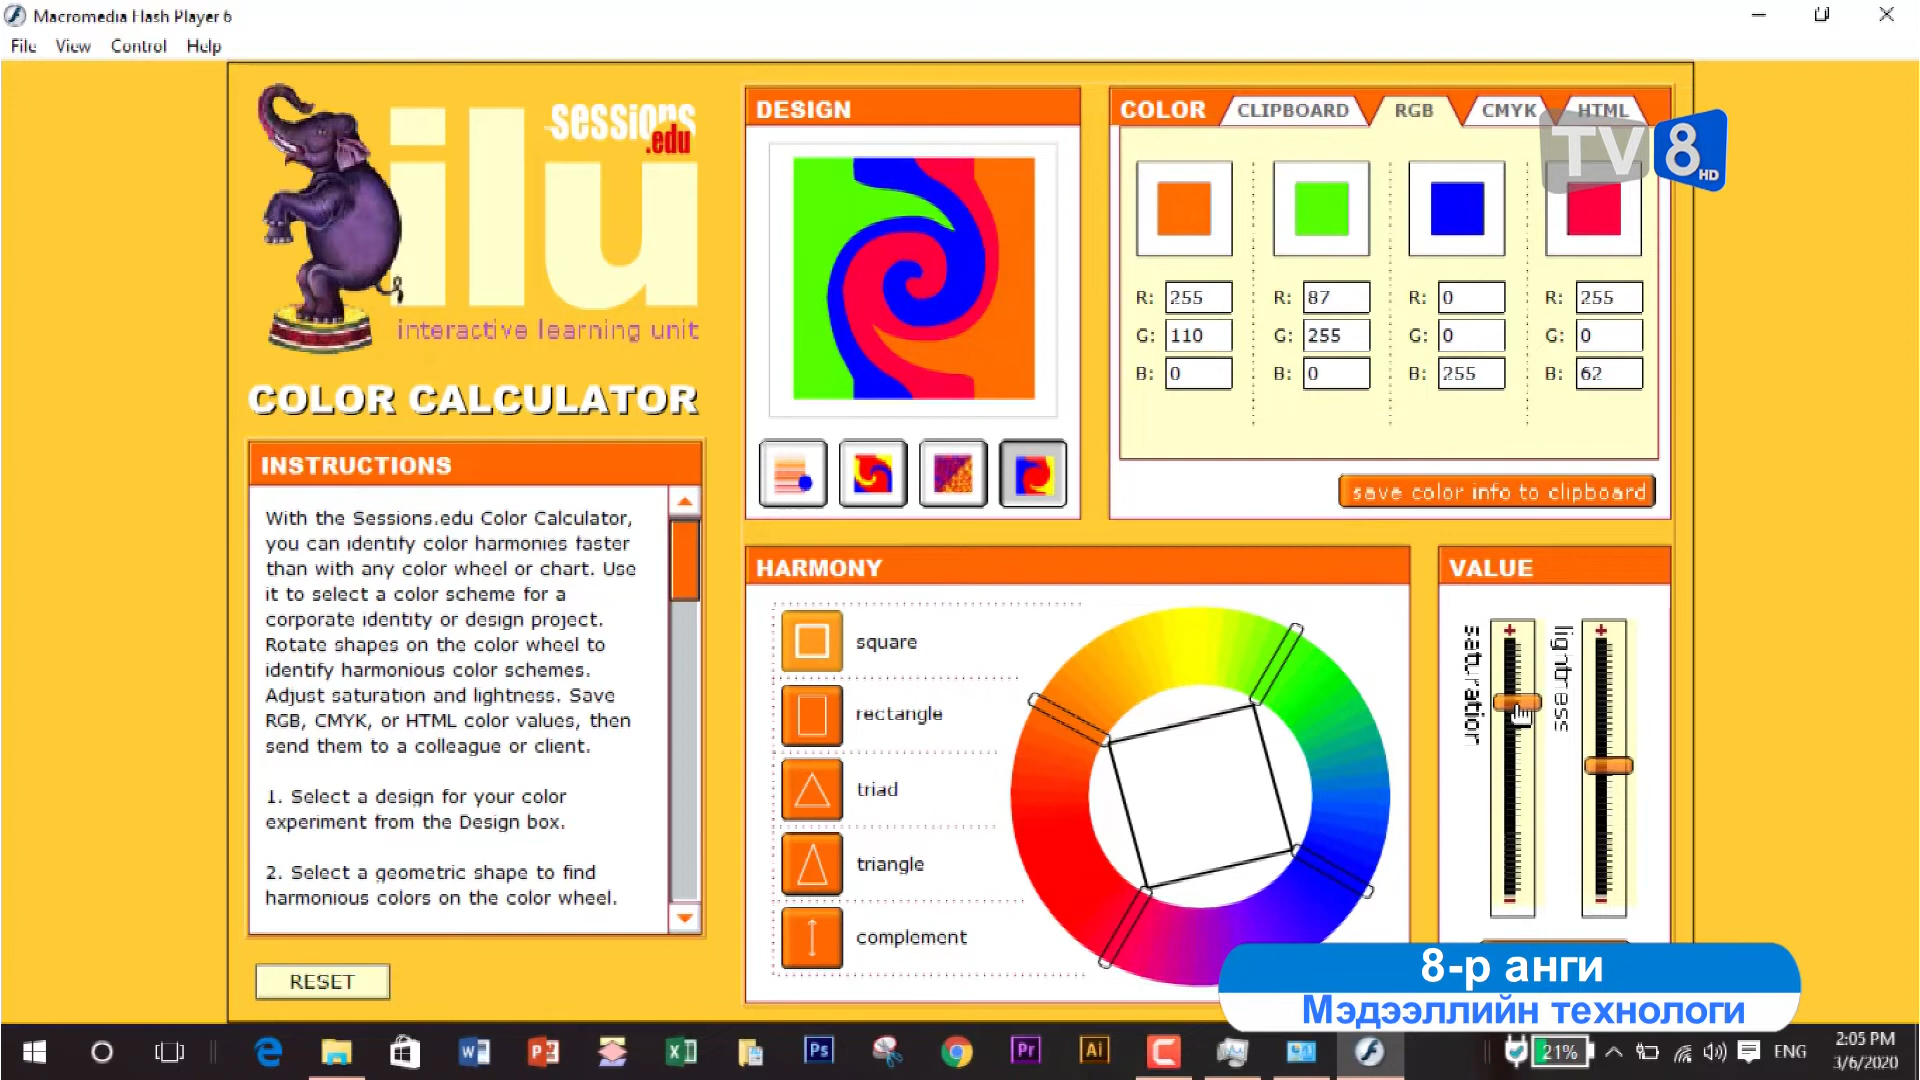 Macromedia Flash Player 6
File View Control Help
sessions
.edu
ilu
interactive learning unit
COLOR CALCULATOR
INSTRUCTIONS
With the Sessions.edu Color Calculator,
you can identify color harmonies faster
than with any color wheel or chart. Use
it to select a color scheme for a
corporate identity or design project.
Rotate shapes on the color wheel to
identify harmonious color schemes.
Adjust saturation and lightness. Save
RGB, CMYK, or HTML color values, then
send them to a colleague or client.
1. Select a design for your color
experiment from the Design box.
2. Select a geometric shape to find
harmonious colors on the color wheel.
RESET
DESIGN
COLOR CLIPBOARD RGB CMYK HTML
TV 8 HD
R: 255 R: 87 R: 0 R: 255
G: 110 G: 255 G: 0 G: 0
B: 0 B: 0 B: 255 B: 62
save color info to clipboard
HARMONY
square
rectangle
triad
triangle
complement
VALUE
saturation
lightness
8-р анги
Мэдээллийн технологи
Ps
Pr
Ai
21%
ENG
2:05 PM
3/6/2020